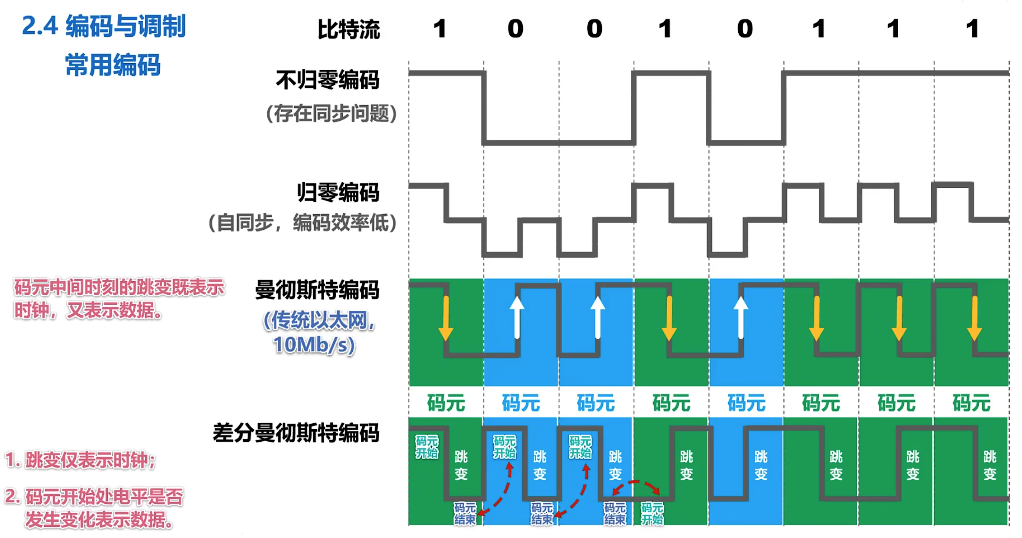 2.4 编码与调制
常用编码
比特流 1 0 0 1 0 1 1 1
不归零编码
（存在同步问题）
归零编码
（自同步，编码效率低）
码元中间时刻的跳变既表示
时钟，又表示数据。
曼彻斯特编码
（传统以太网，
10Mb/s）
码元 码元 码元 码元 码元 码元 码元 码元
差分曼彻斯特编码
码元
开始
跳
变
码元
结束
码元
开始
跳
变
码元
结束
码元
开始
跳
变
码元
结束
码元
开始
跳
变
跳
变
跳
变
跳
变
跳
变
1. 跳变仅表示时钟；
2. 码元开始处电平是否
发生变化表示数据。